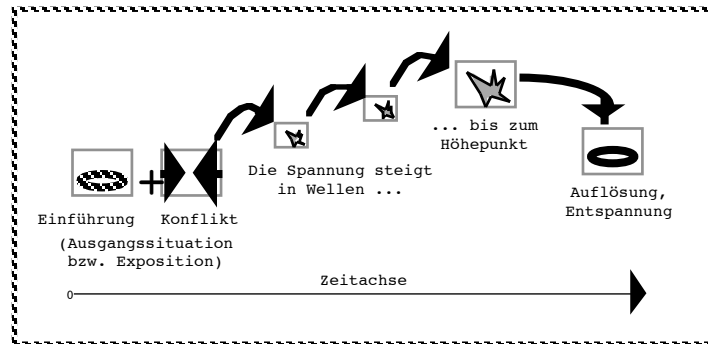 ... bis zum
Höhepunkt
Die Spannung steigt
in Wellen ...
Auflösung,
Entspannung
+
Einführung
Konflikt
(Ausgangssituation
bzw. Exposition)
Zeitachse
0